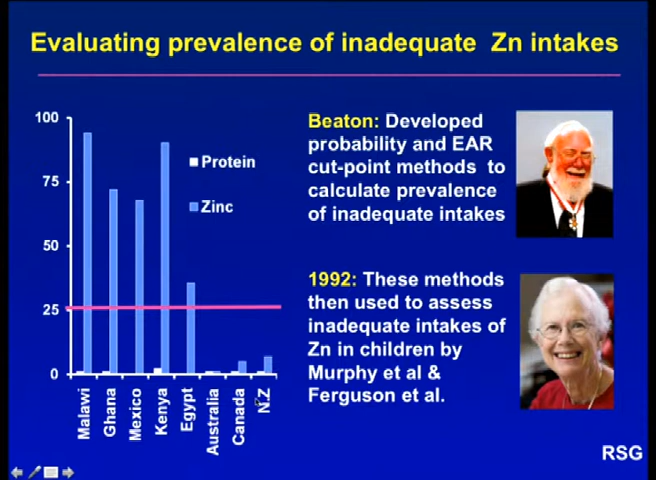 Evaluating prevalence of inadequate Zn intakes
100
75
50
25
0
Protein
Zinc
Malawi
Ghana
Mexico
Kenya
Egypt
Australia
Canada
N.Z
Beaton: Developed
probability and EAR
cut-point methods to
calculate prevalence
of inadequate intakes
1992: These methods
then used to assess
inadequate intakes of
Zn in children by
Murphy et al &
Ferguson et al.
RSG